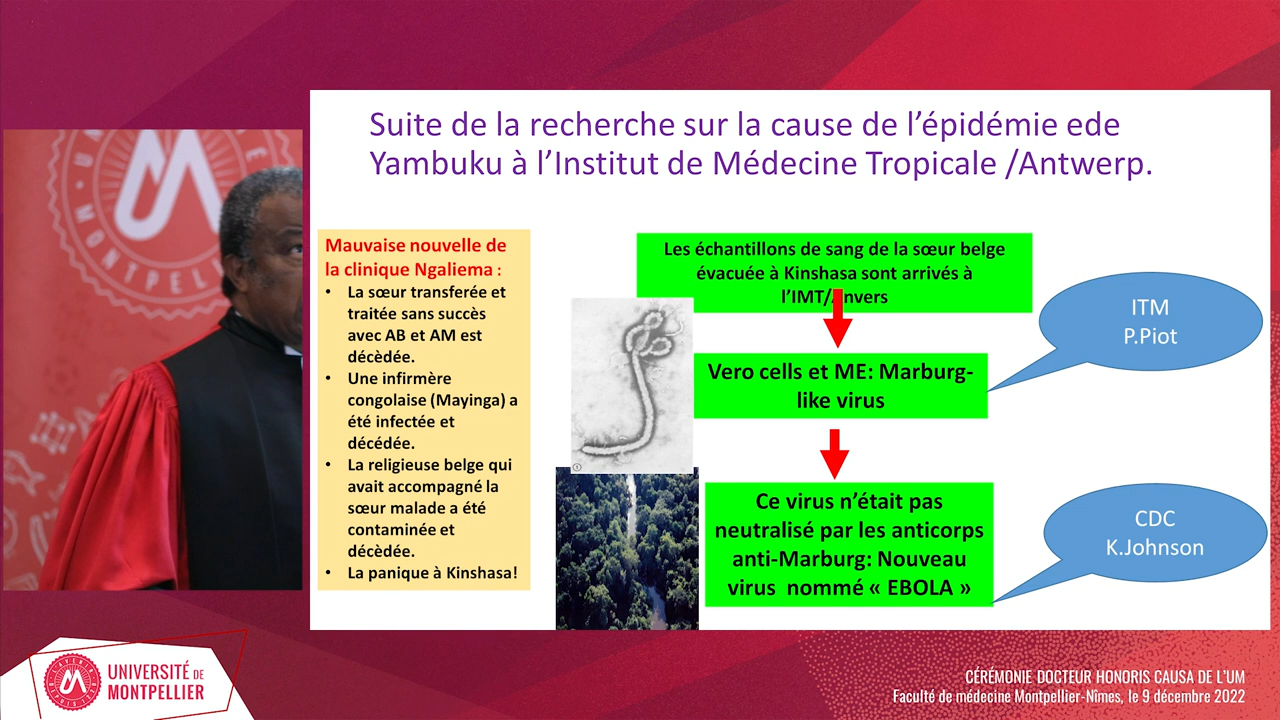 Suite de la recherche sur la cause de l'épidémie ede
Yambuku à l'Institut de Médecine Tropicale /Antwerp.
Mauvaise nouvelle de
la clinique Ngaliema :
• La sœur transferée et
traitée sans succès
avec AB et AM est
décèdée.
• Une infirmère
congolaise (Mayinga) a
été infectée et
décédée.
• La religieuse belge qui
avait accompagné la
sœur malade a été
contaminée et
décèdée.
• La panique à Kinshasa!
Les échantillons de sang de la sœur belge
évacuée à Kinshasa sont arrivés à
l'IMT/Anvers
ITM
P.Piot
Vero cells et ME: Marburg-
like virus
Ce virus n'était pas
neutralisé par les anticorps
anti-Marburg: Nouveau
virus nommé « EBOLA »
CDC
K.Johnson
MONTPELLIER
UNIVERSITÉ DE
MONTPELLIER
CÉRÉMONIE DOCTEUR HONORIS CAUSA DE L'UM
Faculté de médecine Montpellier-Nîmes, le 9 décembre 2022